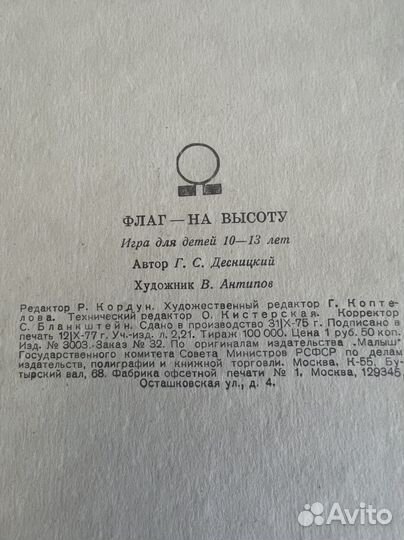 ФЛАГ — НА ВЫСОТУ
Игра для детей 10—13 лет
Автор Г. С. Десницкий
Художник В. Антипов
Редактор Р. Кордун. Художественный редактор Г. Копте-
лова. Технический редактор О. Кистерская. Корректор
С. Бланкштейн. Сдано в производство 31/X-75 г. Подписано в
печать 12/X-77 г. Уч.-изд. л. 2,21. Тираж 100 000. Цена 1 руб. 50 коп.
Изд. № 3003. Заказ № 32. По оригиналам издательства „Малыш"
Государственного комитета Совета Министров РСФСР по делам
издательств, полиграфии и книжной торговли. Москва, К-55, Бу-
тырский вал, 68. Фабрика офсетной печати № 1, Москва, 129345,
Осташковская ул., д. 4.
Avito